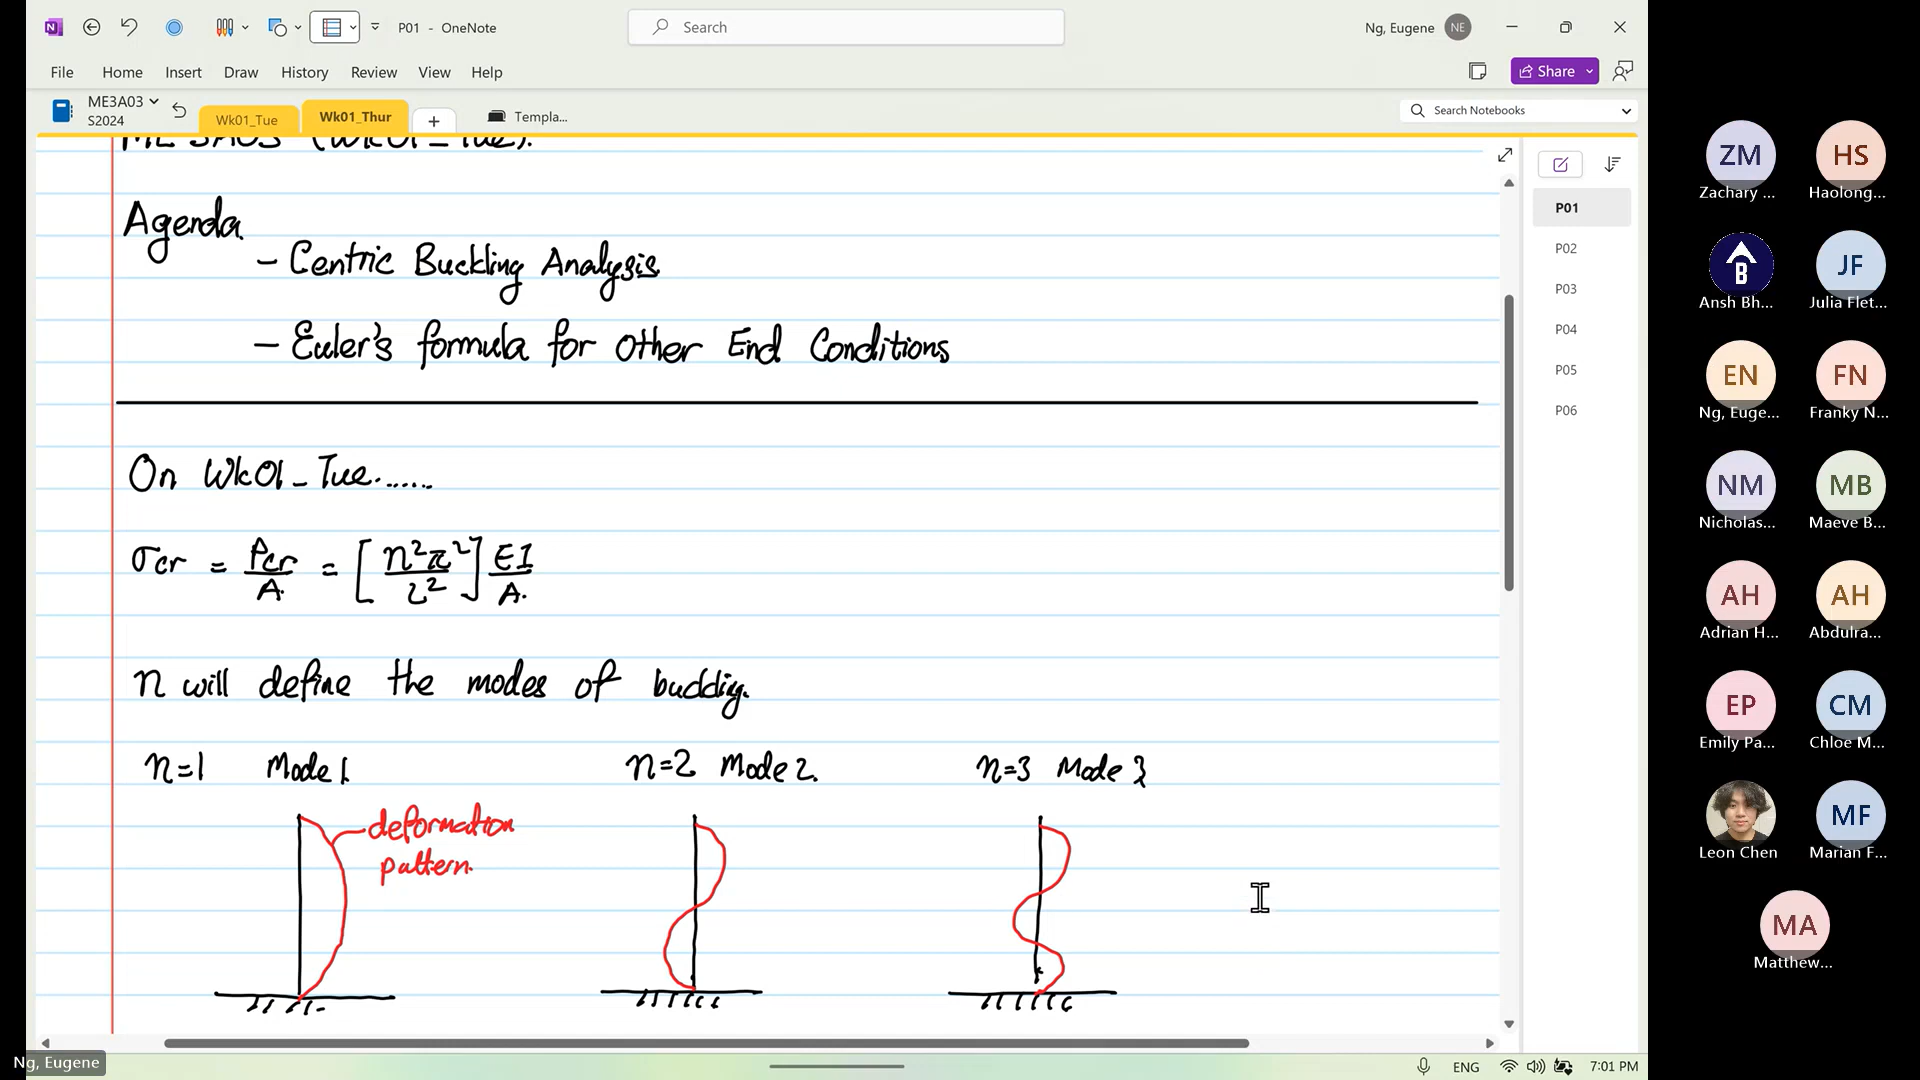 P01 - OneNote
Search
Ng, Eugene
NE
File Home Insert Draw History Review View Help
Share
ME3A03
S2024
Wk01_Tue
Wk01_Thur
+
Templa...
Search Notebooks
ME 3A03 (Wk01_Tue).
Agenda.
- Centric Buckling Analysis
- Euler's formula for Other End Conditions
On Wk01_Tue.......
σcr = Pcr/A. = [n²π²/L²] EI/A.
n will define the modes of buddig.
n=1 Mode 1. n=2 Mode 2. n=3 Mode 3
deformation
pattern.
P01
P02
P03
P04
P05
P06
ZM HS
Zachary ... Haolong...
B JF
Ansh Bh... Julia Flet...
EN FN
Ng, Euge... Franky N...
NM MB
Nicholas... Maeve B...
AH AH
Adrian H... Abdulra...
EP CM
Emily Pa... Chloe M...
MF
Leon Chen Marian F...
MA
Matthew...
Ng, Eugene
ENG
7:01 PM